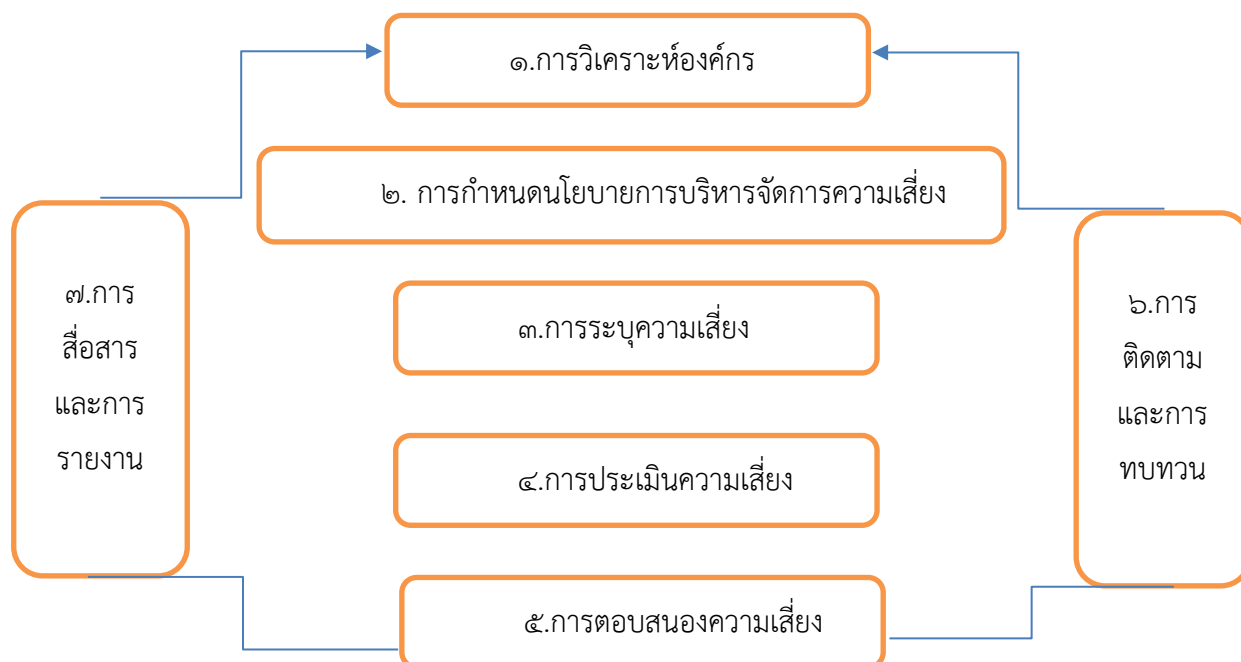 ๑.การวิเคราะห์องค์กร
๒. การกำหนดนโยบายการบริหารจัดการความเสี่ยง
๓.การระบุความเสี่ยง
๔.การประเมินความเสี่ยง
๕.การตอบสนองความเสี่ยง
๖.การ
ติดตาม
และการ
ทบทวน
๗.การ
สื่อสาร
และการ
รายงาน